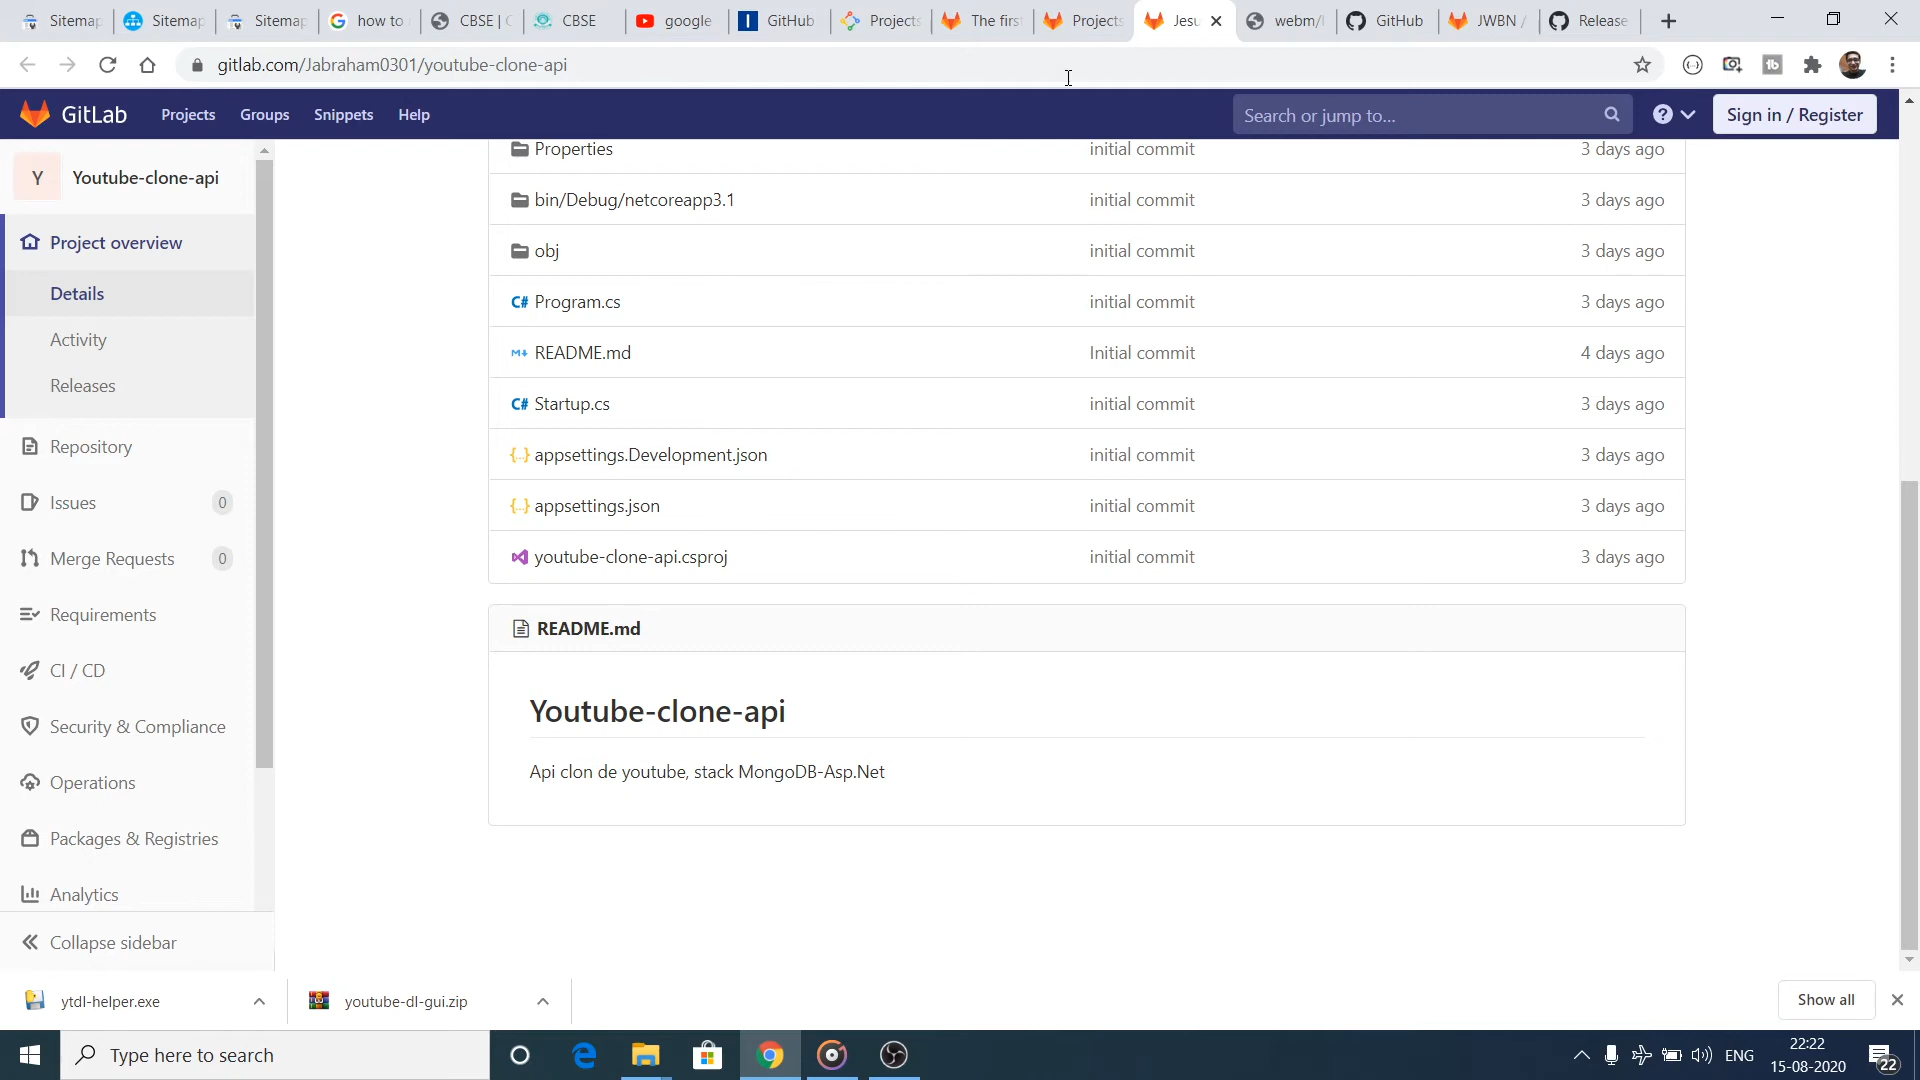 Sitemap
Sitemap
Sitemap
how to
CBSE | C
CBSE
google
GitHub
Projects
The first
Projects
Jesu
webm/l
GitHub
JWBN /
Release
gitlab.com/Jabraham0301/youtube-clone-api
GitLab
Projects
Groups
Snippets
Help
Search or jump to...
Sign in / Register
Y
Youtube-clone-api
Project overview
Details
Activity
Releases
Repository
Issues 0
Merge Requests 0
Requirements
CI / CD
Security & Compliance
Operations
Packages & Registries
Analytics
Collapse sidebar
Properties initial commit 3 days ago
bin/Debug/netcoreapp3.1 initial commit 3 days ago
obj initial commit 3 days ago
C# Program.cs initial commit 3 days ago
M↓ README.md Initial commit 4 days ago
C# Startup.cs initial commit 3 days ago
{..} appsettings.Development.json initial commit 3 days ago
{..} appsettings.json initial commit 3 days ago
youtube-clone-api.csproj initial commit 3 days ago
README.md
Youtube-clone-api
Api clon de youtube, stack MongoDB-Asp.Net
ytdl-helper.exe
youtube-dl-gui.zip
Show all
Type here to search
ENG
22:22
15-08-2020
22